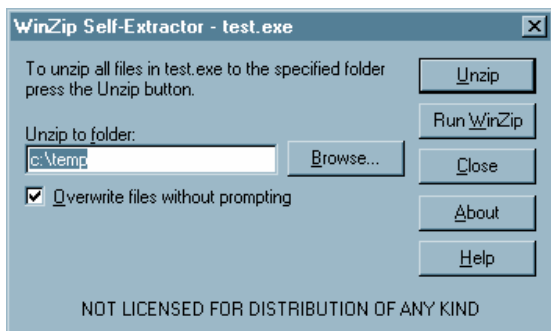 WinZip Self-Extractor - test.exe
To unzip all files in test.exe to the specified folder
press the Unzip button.
Unzip to folder:
c:\temp
Browse...
Overwrite files without prompting
Unzip
Run WinZip
Close
About
Help
NOT LICENSED FOR DISTRIBUTION OF ANY KIND